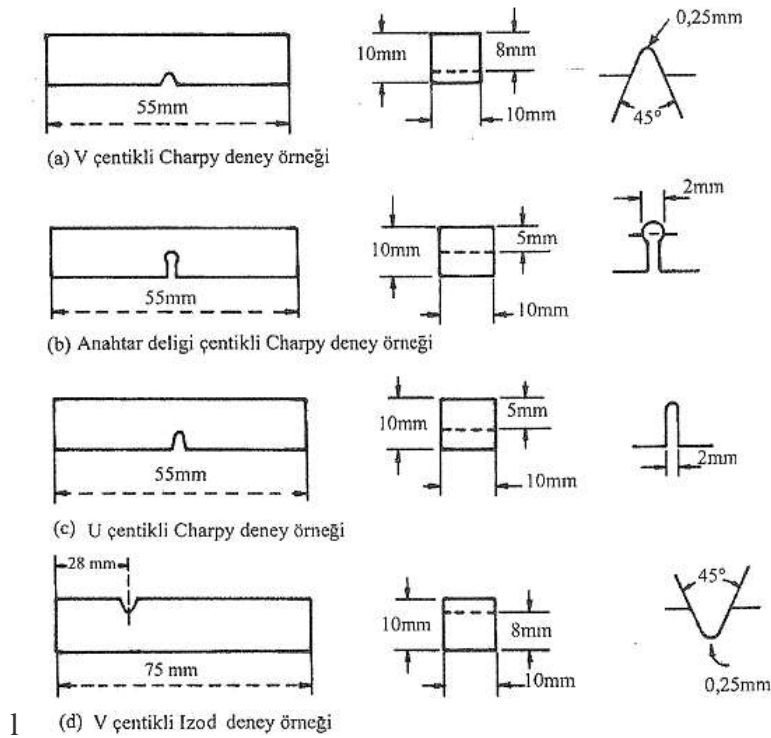 0,25mm
10mm
8mm
55mm
10mm
45°
(a) V çentikli Charpy deney örneği
2mm
10mm
5mm
55mm
10mm
(b) Anahtar deligi çentikli Charpy deney örneği
10mm
5mm
55mm
10mm
2mm
(c) U çentikli Charpy deney örneği
28 mm
45°
10mm
8mm
75 mm
10mm
0,25mm
1 (d) V çentikli Izod deney örneği